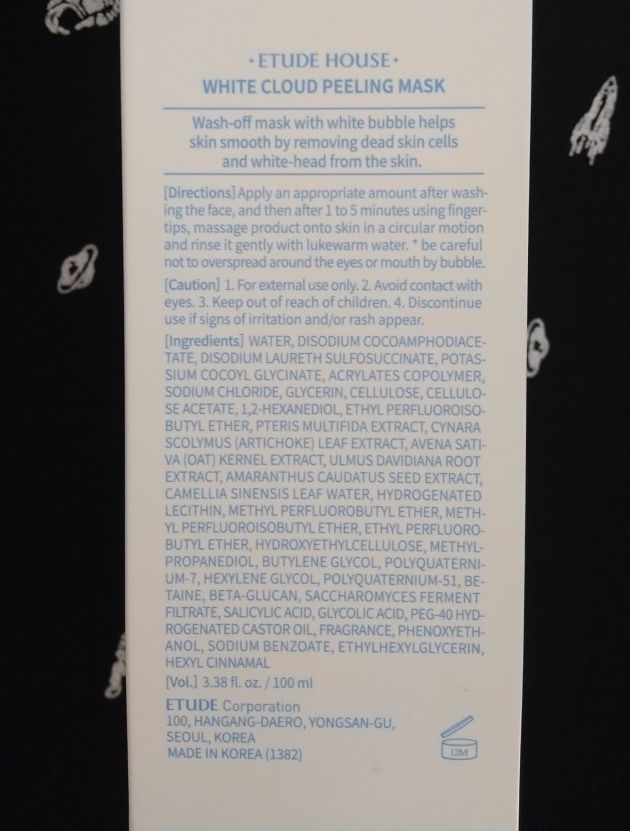 ETUDE HOUSE
WHITE CLOUD PEELING MASK
Wash-off mask with white bubble helps
skin smooth by removing dead skin cells
and white-head from the skin.
[Directions] Apply an appropriate amount after wash-
ing the face, and then after 1 to 5 minutes using finger-
tips, massage product onto skin in a circular motion
and rinse it gently with lukewarm water. * be careful
not to overspread around the eyes or mouth by bubble.
[Caution] 1. For external use only. 2. Avoid contact with
eyes. 3. Keep out of reach of children. 4. Discontinue
use if signs of irritation and/or rash appear.
[Ingredients] WATER, DISODIUM COCOAMPHODIACE-
TATE, DISODIUM LAURETH SULFOSUCCINATE, POTAS-
SIUM COCOYL GLYCINATE, ACRYLATES COPOLYMER,
SODIUM CHLORIDE, GLYCERIN, CELLULOSE, CELLULO-
SE ACETATE, 1,2-HEXANEDIOL, ETHYL PERFLUOROISO-
BUTYL ETHER, PTERIS MULTIFIDA EXTRACT, CYNARA
SCOLYMUS (ARTICHOKE) LEAF EXTRACT, AVENA SATI-
VA (OAT) KERNEL EXTRACT, ULMUS DAVIDIANA ROOT
EXTRACT, AMARANTHUS CAUDATUS SEED EXTRACT,
CAMELLIA SINENSIS LEAF WATER, HYDROGENATED
LECITHIN, METHYL PERFLUOROBUTYL ETHER, METH-
YL PERFLUOROISOBUTYL ETHER, ETHYL PERFLUORO-
BUTYL ETHER, HYDROXYETHYLCELLULOSE, METHYL-
PROPANEDIOL, BUTYLENE GLYCOL, POLYQUATERNI-
UM-7, HEXYLENE GLYCOL, POLYQUATERNIUM-51, BE-
TAINE, BETA-GLUCAN, SACCHAROMYCES FERMENT
FILTRATE, SALICYLIC ACID, GLYCOLIC ACID, PEG-40 HYD-
ROGENATED CASTOR OIL, FRAGRANCE, PHENOXYETH-
ANOL, SODIUM BENZOATE, ETHYLHEXYLGLYCERIN,
HEXYL CINNAMAL
[Vol.] 3.38 fl. oz. / 100 ml
ETUDE Corporation
100, HANGANG-DAERO, YONGSAN-GU,
SEOUL, KOREA
MADE IN KOREA (1382)
12M